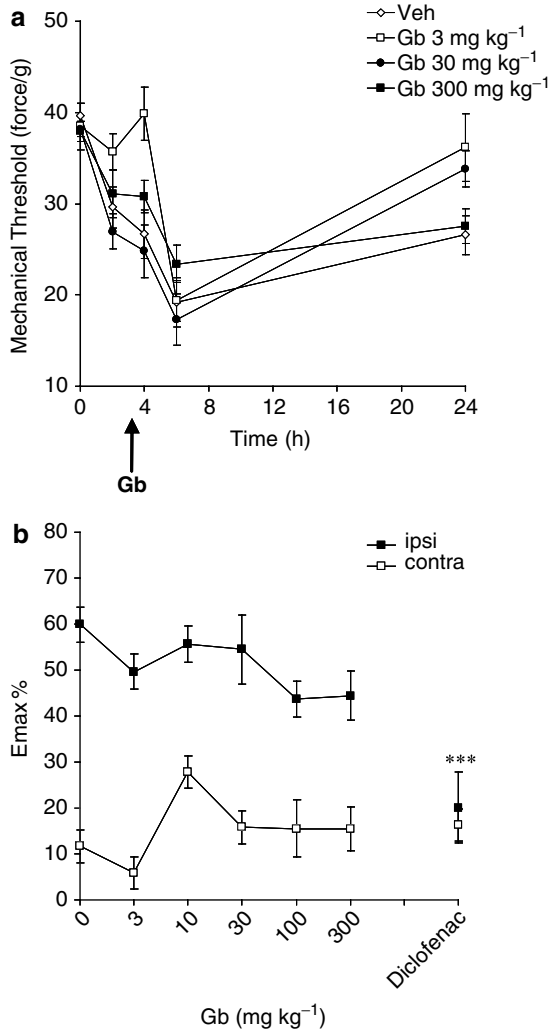 a
Veh
Gb 3 mg kg⁻¹
Gb 30 mg kg⁻¹
Gb 300 mg kg⁻¹
50
40
30
20
10
Mechanical Threshold (force/g)
0 4 8 12 16 20 24
Time (h)
Gb
b
ipsi
contra
80
70
60
50
40
30
20
10
0
Emax %
***
0 3 10 30 100 300 Diclofenac
Gb (mg kg⁻¹)